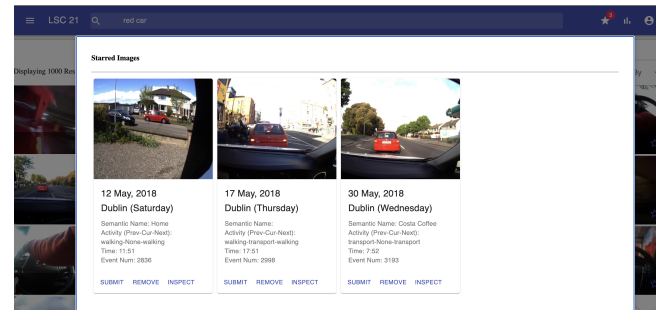 LSC 21
red car
3
Starred Images
Displaying 1000 Res
By
12 May, 2018
Dublin (Saturday)
Semantic Name: Home
Activity (Prev-Cur-Next):
walking-None-walking
Time: 11:51
Event Num: 2836
SUBMIT REMOVE INSPECT
17 May, 2018
Dublin (Thursday)
Semantic Name:
Activity (Prev-Cur-Next):
walking-transport-walking
Time: 17:51
Event Num: 2998
SUBMIT REMOVE INSPECT
30 May, 2018
Dublin (Wednesday)
Semantic Name: Costa Coffee
Activity (Prev-Cur-Next):
transport-None-transport
Time: 7:52
Event Num: 3193
SUBMIT REMOVE INSPECT